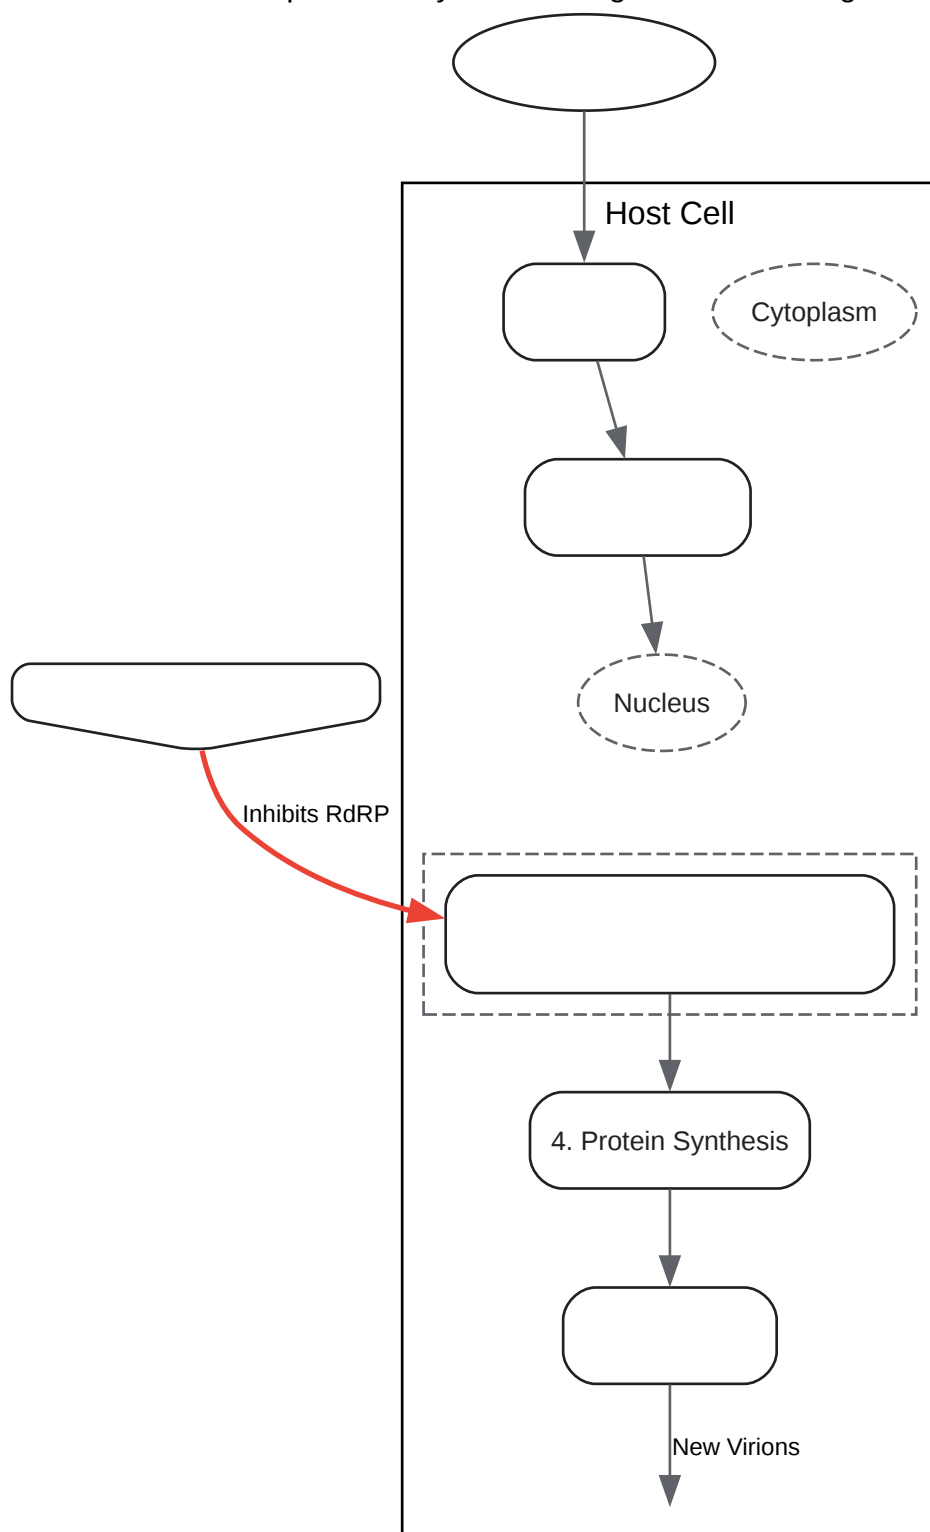 Host Cell
Cytoplasm
Nucleus
Inhibits RdRP
4. Protein Synthesis
New Virions